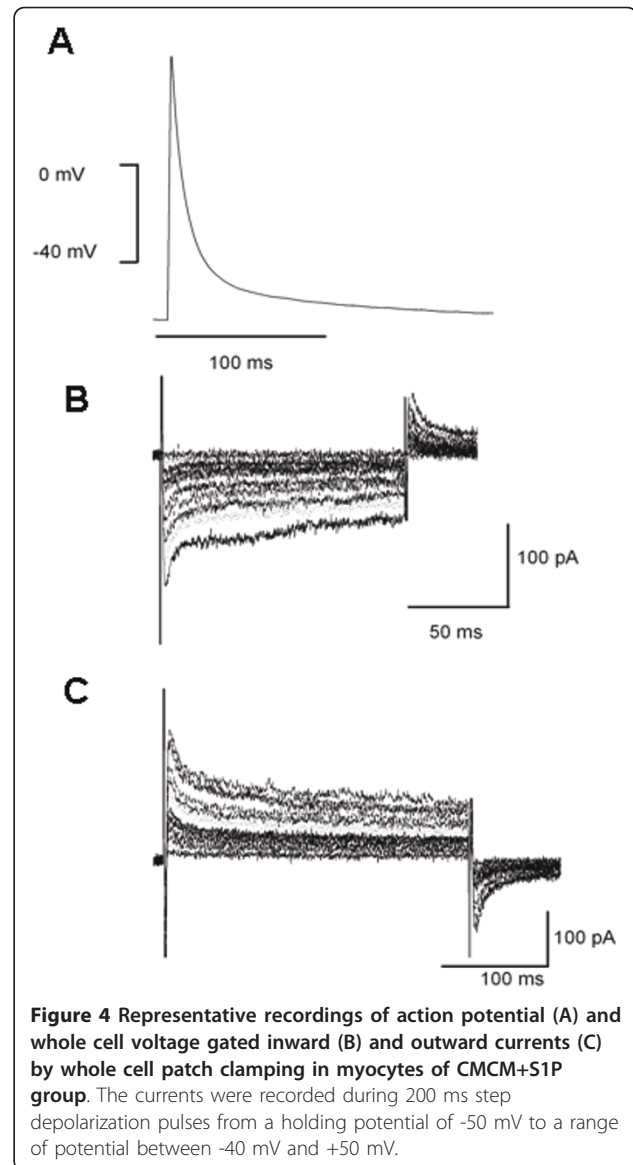 A
0 mV
-40 mV
100 ms
B
100 pA
50 ms
C
100 pA
100 ms
Figure 4 Representative recordings of action potential (A) and
whole cell voltage gated inward (B) and outward currents (C)
by whole cell patch clamping in myocytes of CMCM+S1P
group. The currents were recorded during 200 ms step
depolarization pulses from a holding potential of -50 mV to a range
of potential between -40 mV and +50 mV.